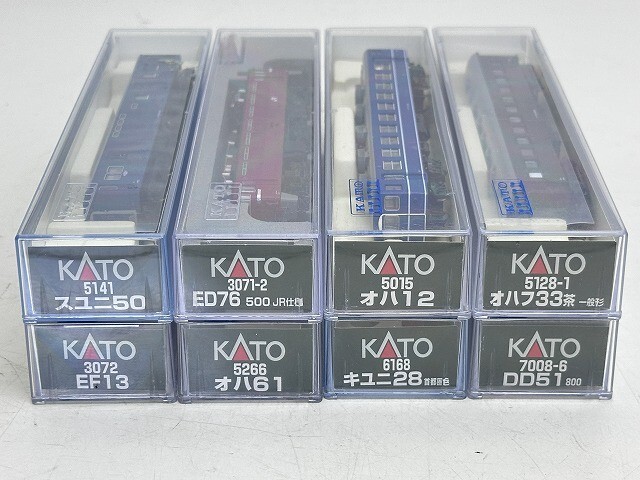 KATO
KATO
KATO
5141
スユニ50
KATO
3071-2
ED76 500 JR仕様
KATO
5015
オハ12
KATO
5128-1
オハフ33茶 一般形
KATO
3072
EF13
KATO
5266
オハ61
KATO
6168
キユニ28 首都圏色
KATO
7008-6
DD51 800